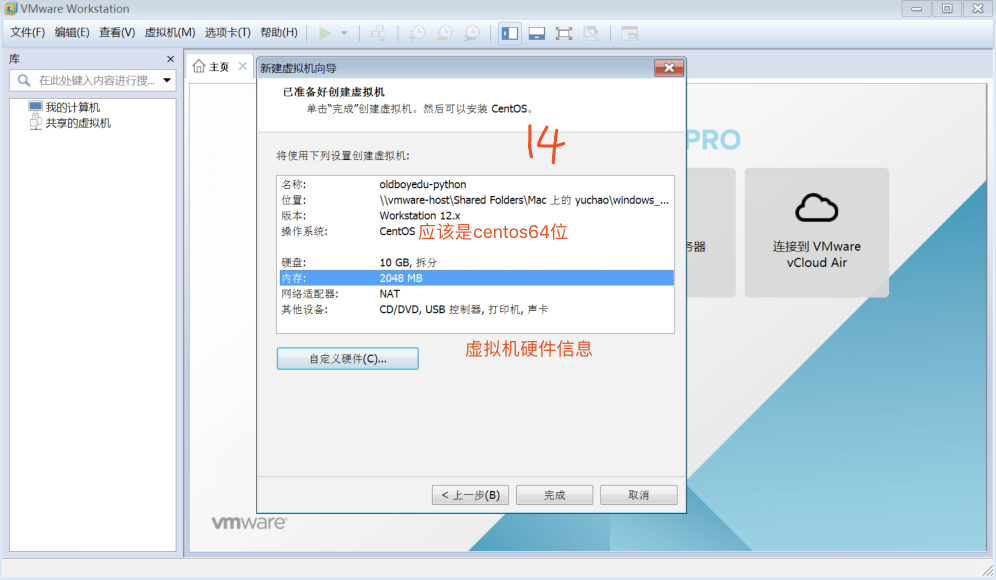 VMware Workstation
文件(F) 编辑(E) 查看(V) 虚拟机(M) 选项卡(T) 帮助(H)
库
在此处键入内容进行搜...
我的计算机
共享的虚拟机
主页
新建虚拟机向导
已准备好创建虚拟机
单击“完成”创建虚拟机。然后可以安装 CentOS。
14
PRO
将使用下列设置创建虚拟机:
名称: oldboyedu-python
位置: \\vmware-host\Shared Folders\Mac 上的 yuchao\windows_...
版本: Workstation 12.x
操作系统: CentOS 应该是centos64位
硬盘: 10 GB, 拆分
内存: 2048 MB
网络适配器: NAT
其他设备: CD/DVD, USB 控制器, 打印机, 声卡
虚拟机硬件信息
自定义硬件(C)...
务器
连接到 VMware
vCloud Air
< 上一步(B) 完成 取消
vmware